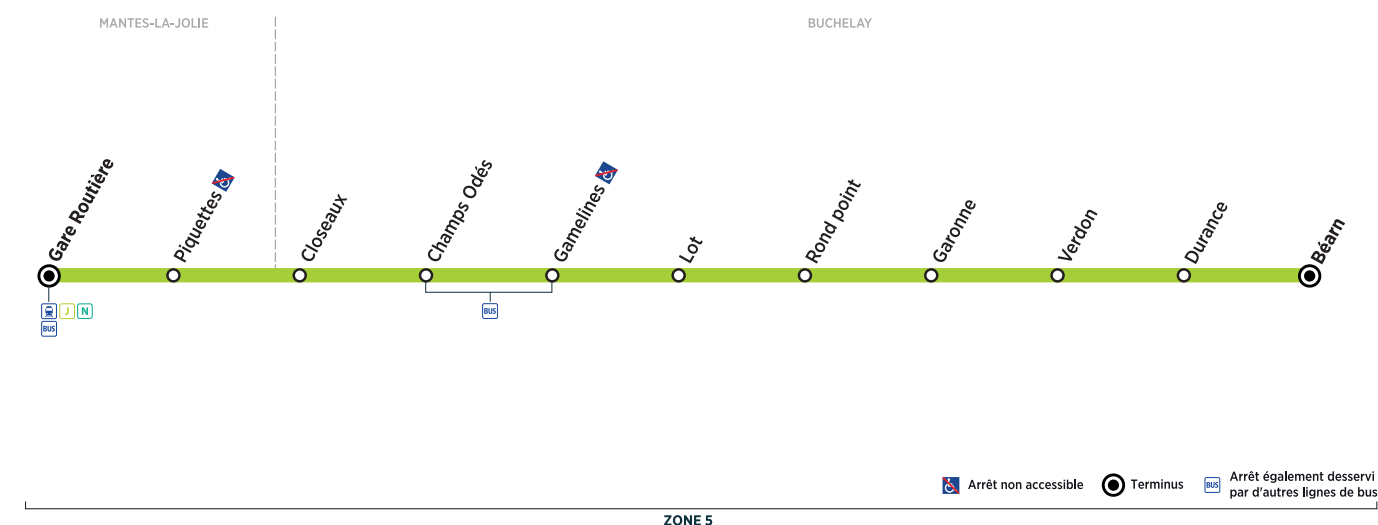 MANTES-LA-JOLIE
BUCHELAY
Gare Routière
Piquettes
Closeaux
Champs Odés
Gamelines
Lot
Rond point
Garonne
Verdon
Durance
Béarn
J N
BUS
BUS
Arrêt non accessible
Terminus
BUS
Arrêt également desservi
par d'autres lignes de bus
ZONE 5